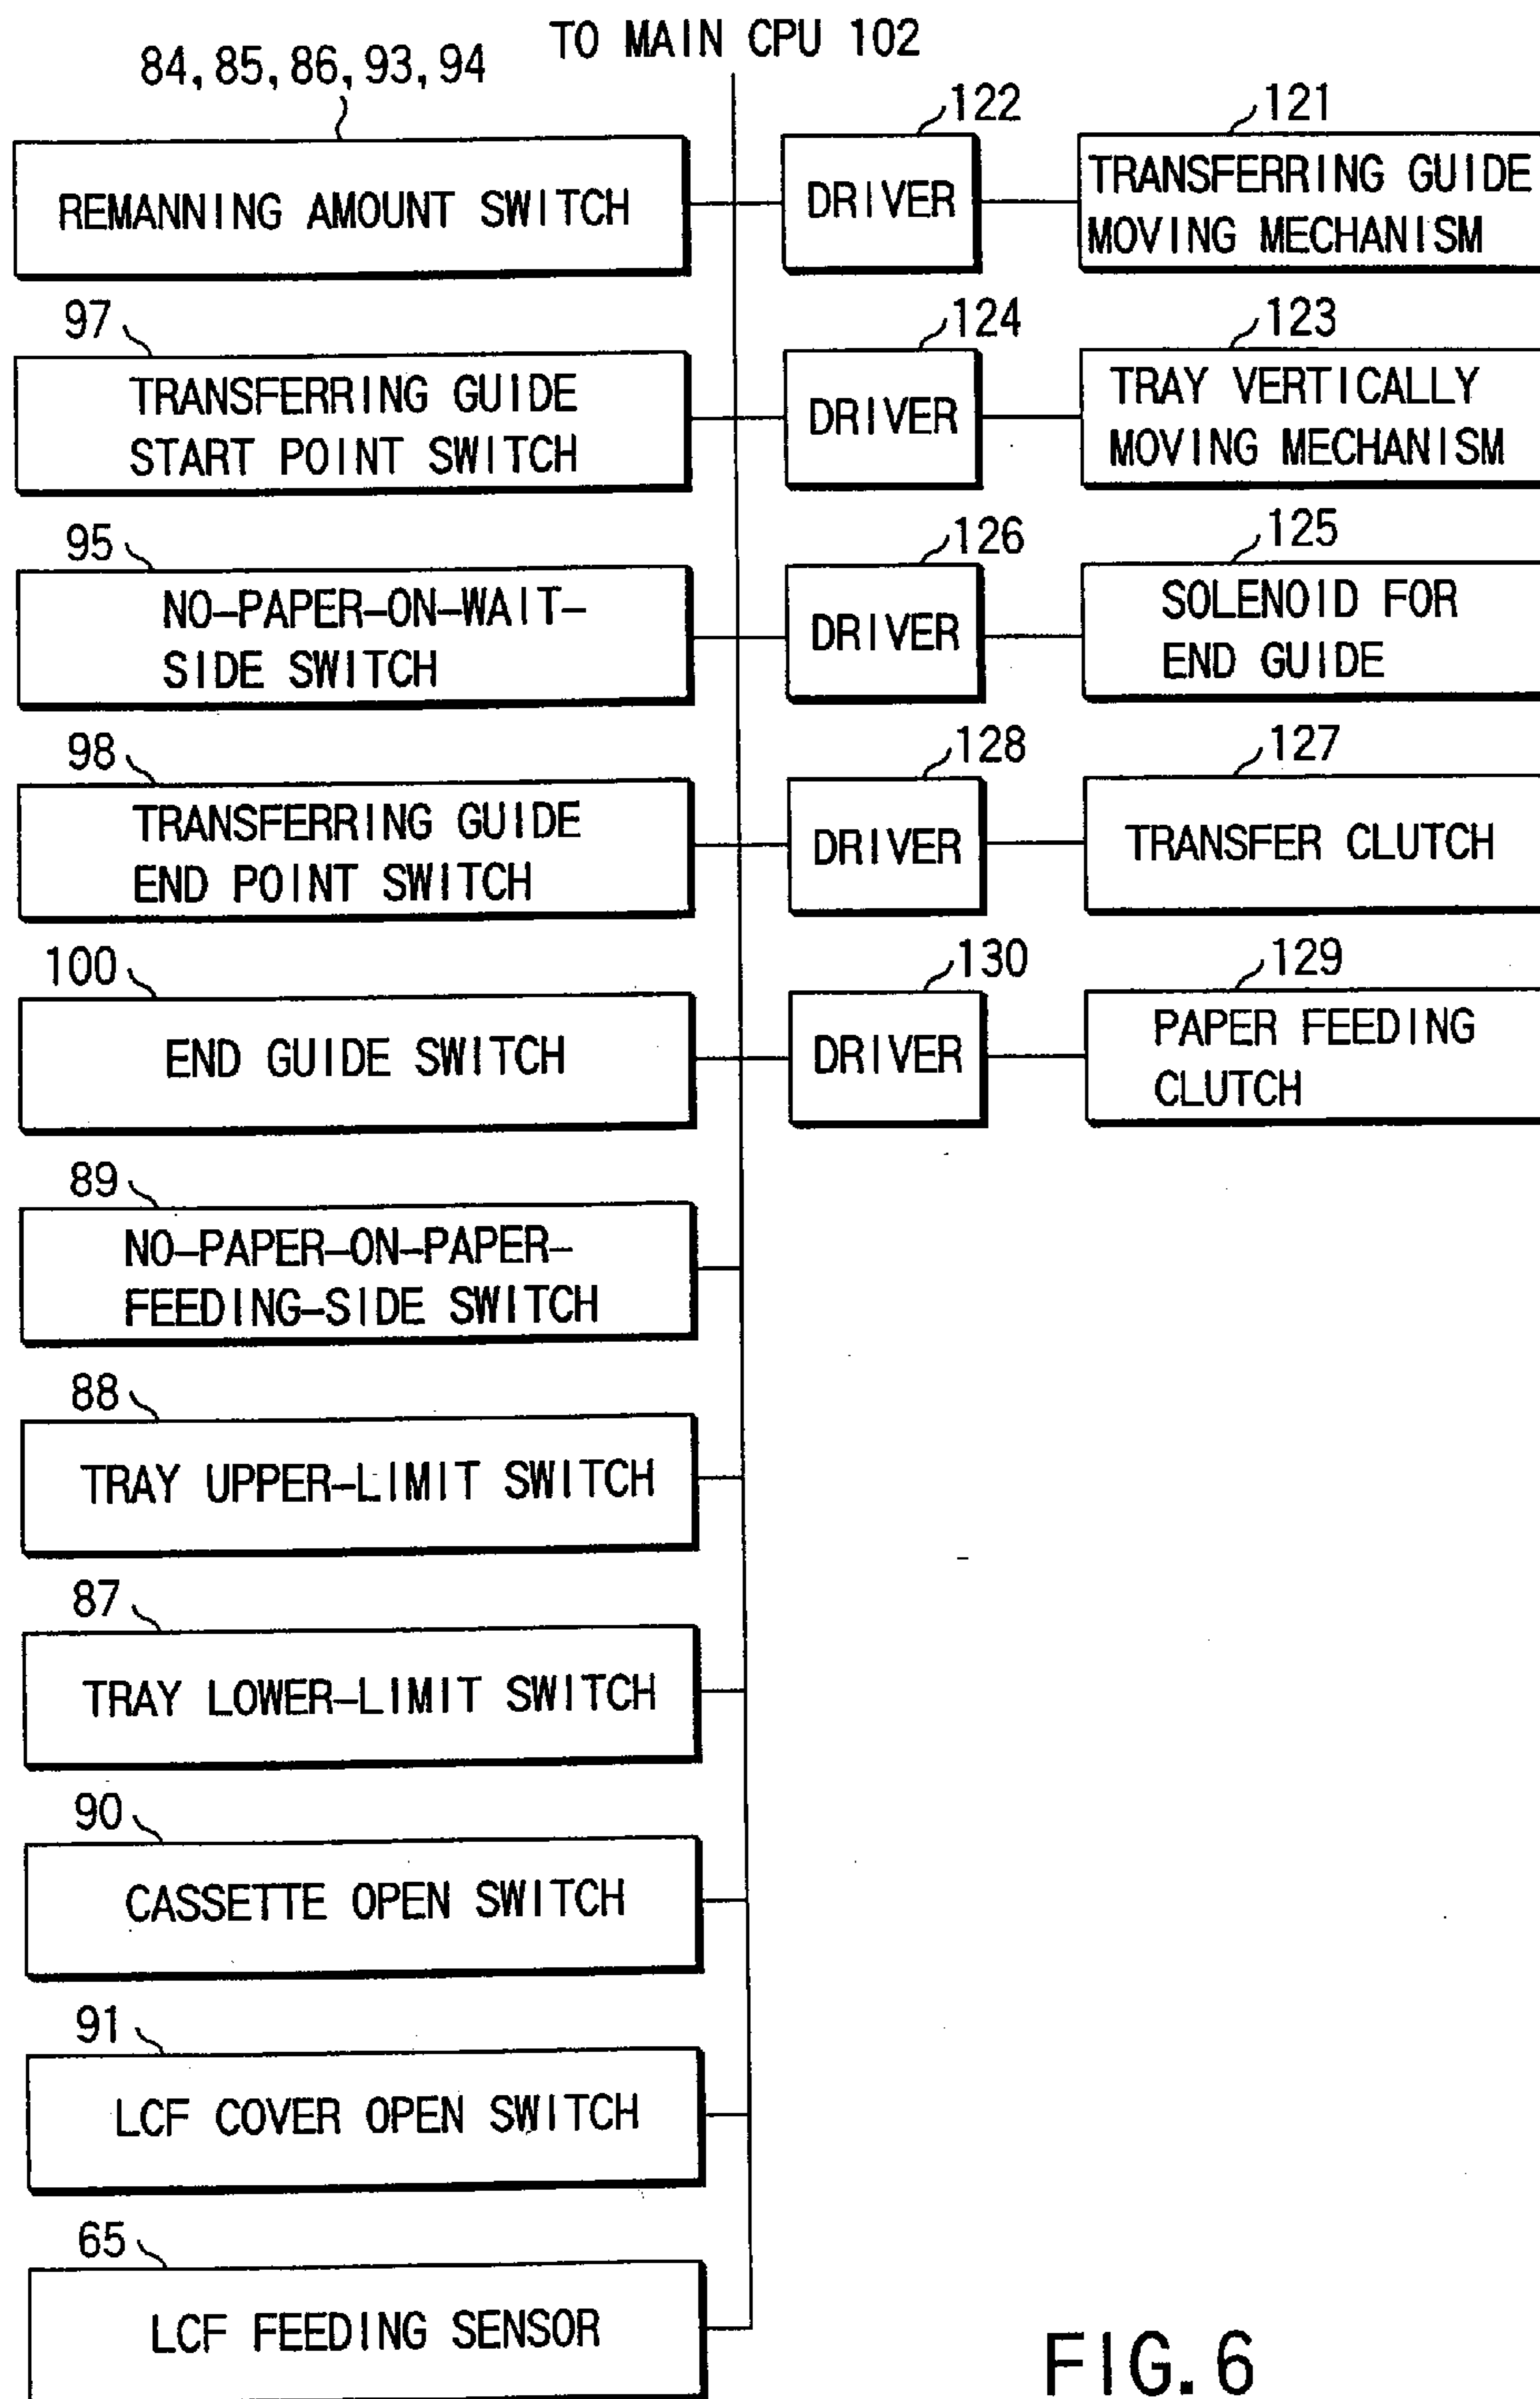 TO MAIN CPU 102
84, 85, 86, 93, 94
REMANNING AMOUNT SWITCH
122
DRIVER
121
TRANSFERRING GUIDE
MOVING MECHANISM
97
TRANSFERRING GUIDE
START POINT SWITCH
124
DRIVER
123
TRAY VERTICALLY
MOVING MECHANISM
95
NO-PAPER-ON-WAIT-
SIDE SWITCH
126
DRIVER
125
SOLENOID FOR
END GUIDE
98
TRANSFERRING GUIDE
END POINT SWITCH
128
DRIVER
127
TRANSFER CLUTCH
100
END GUIDE SWITCH
130
DRIVER
129
PAPER FEEDING
CLUTCH
89
NO-PAPER-ON-PAPER-
FEEDING-SIDE SWITCH
88
TRAY UPPER-LIMIT SWITCH
87
TRAY LOWER-LIMIT SWITCH
90
CASSETTE OPEN SWITCH
91
LCF COVER OPEN SWITCH
65
LCF FEEDING SENSOR
FIG. 6